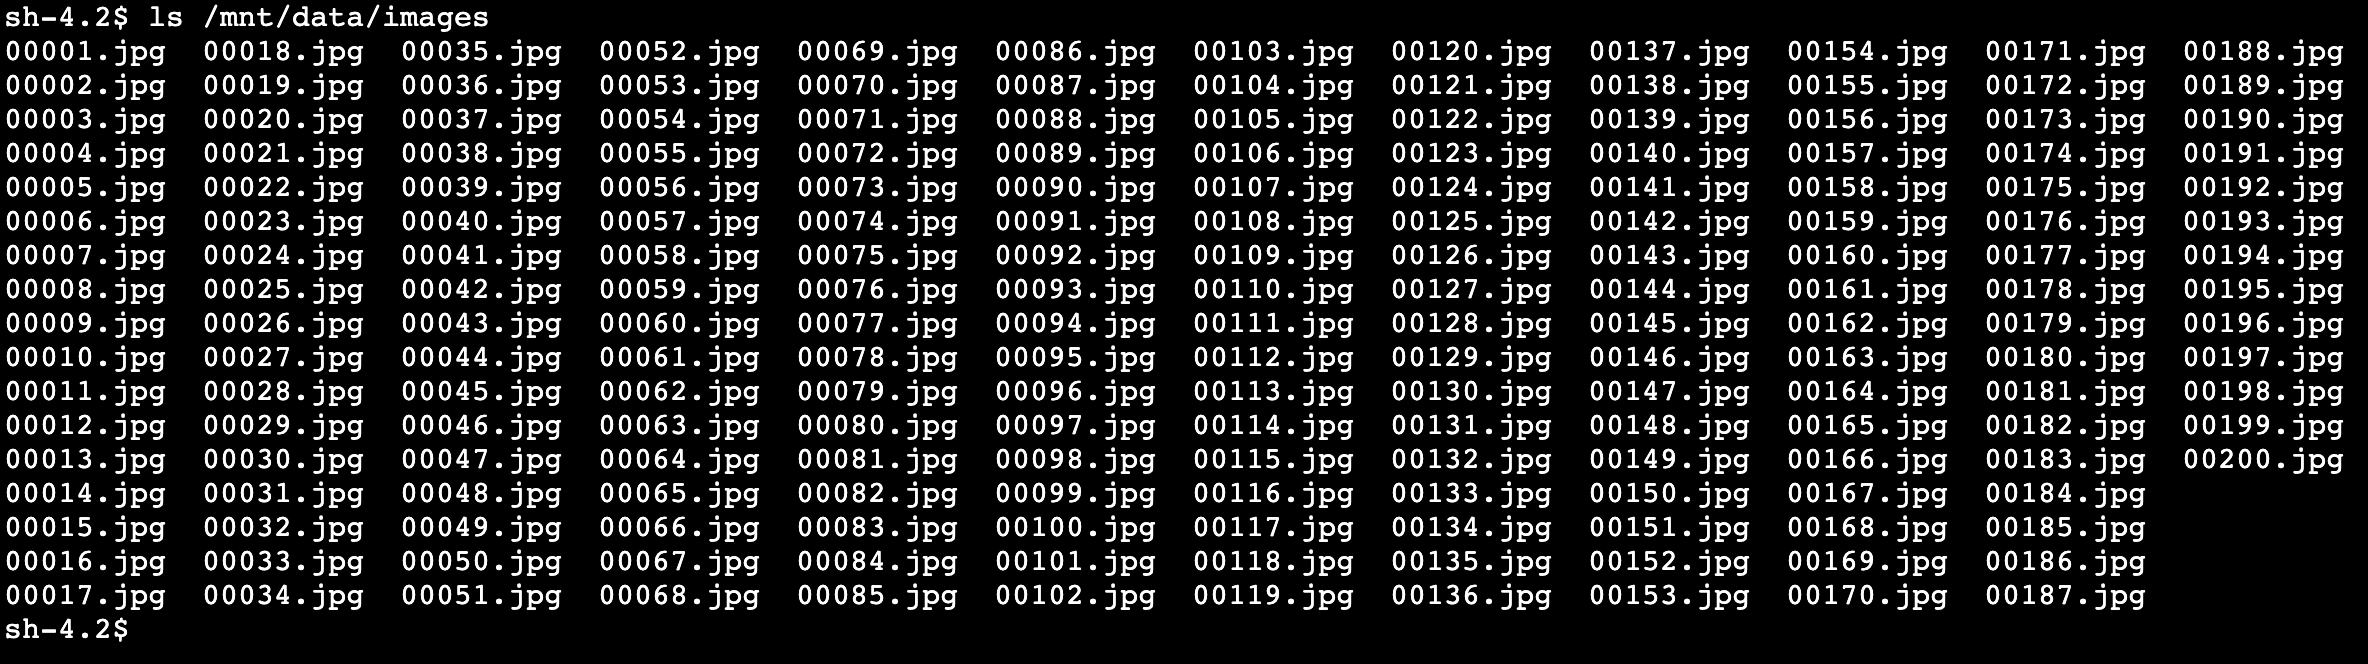 sh-4.2$ ls /mnt/data/images
00001.jpg 00018.jpg 00035.jpg 00052.jpg 00069.jpg 00086.jpg 00103.jpg 00120.jpg 00137.jpg 00154.jpg 00171.jpg 00188.jpg
00002.jpg 00019.jpg 00036.jpg 00053.jpg 00070.jpg 00087.jpg 00104.jpg 00121.jpg 00138.jpg 00155.jpg 00172.jpg 00189.jpg
00003.jpg 00020.jpg 00037.jpg 00054.jpg 00071.jpg 00088.jpg 00105.jpg 00122.jpg 00139.jpg 00156.jpg 00173.jpg 00190.jpg
00004.jpg 00021.jpg 00038.jpg 00055.jpg 00072.jpg 00089.jpg 00106.jpg 00123.jpg 00140.jpg 00157.jpg 00174.jpg 00191.jpg
00005.jpg 00022.jpg 00039.jpg 00056.jpg 00073.jpg 00090.jpg 00107.jpg 00124.jpg 00141.jpg 00158.jpg 00175.jpg 00192.jpg
00006.jpg 00023.jpg 00040.jpg 00057.jpg 00074.jpg 00091.jpg 00108.jpg 00125.jpg 00142.jpg 00159.jpg 00176.jpg 00193.jpg
00007.jpg 00024.jpg 00041.jpg 00058.jpg 00075.jpg 00092.jpg 00109.jpg 00126.jpg 00143.jpg 00160.jpg 00177.jpg 00194.jpg
00008.jpg 00025.jpg 00042.jpg 00059.jpg 00076.jpg 00093.jpg 00110.jpg 00127.jpg 00144.jpg 00161.jpg 00178.jpg 00195.jpg
00009.jpg 00026.jpg 00043.jpg 00060.jpg 00077.jpg 00094.jpg 00111.jpg 00128.jpg 00145.jpg 00162.jpg 00179.jpg 00196.jpg
00010.jpg 00027.jpg 00044.jpg 00061.jpg 00078.jpg 00095.jpg 00112.jpg 00129.jpg 00146.jpg 00163.jpg 00180.jpg 00197.jpg
00011.jpg 00028.jpg 00045.jpg 00062.jpg 00079.jpg 00096.jpg 00113.jpg 00130.jpg 00147.jpg 00164.jpg 00181.jpg 00198.jpg
00012.jpg 00029.jpg 00046.jpg 00063.jpg 00080.jpg 00097.jpg 00114.jpg 00131.jpg 00148.jpg 00165.jpg 00182.jpg 00199.jpg
00013.jpg 00030.jpg 00047.jpg 00064.jpg 00081.jpg 00098.jpg 00115.jpg 00132.jpg 00149.jpg 00166.jpg 00183.jpg 00200.jpg
00014.jpg 00031.jpg 00048.jpg 00065.jpg 00082.jpg 00099.jpg 00116.jpg 00133.jpg 00150.jpg 00167.jpg 00184.jpg
00015.jpg 00032.jpg 00049.jpg 00066.jpg 00083.jpg 00100.jpg 00117.jpg 00134.jpg 00151.jpg 00168.jpg 00185.jpg
00016.jpg 00033.jpg 00050.jpg 00067.jpg 00084.jpg 00101.jpg 00118.jpg 00135.jpg 00152.jpg 00169.jpg 00186.jpg
00017.jpg 00034.jpg 00051.jpg 00068.jpg 00085.jpg 00102.jpg 00119.jpg 00136.jpg 00153.jpg 00170.jpg 00187.jpg
sh-4.2$